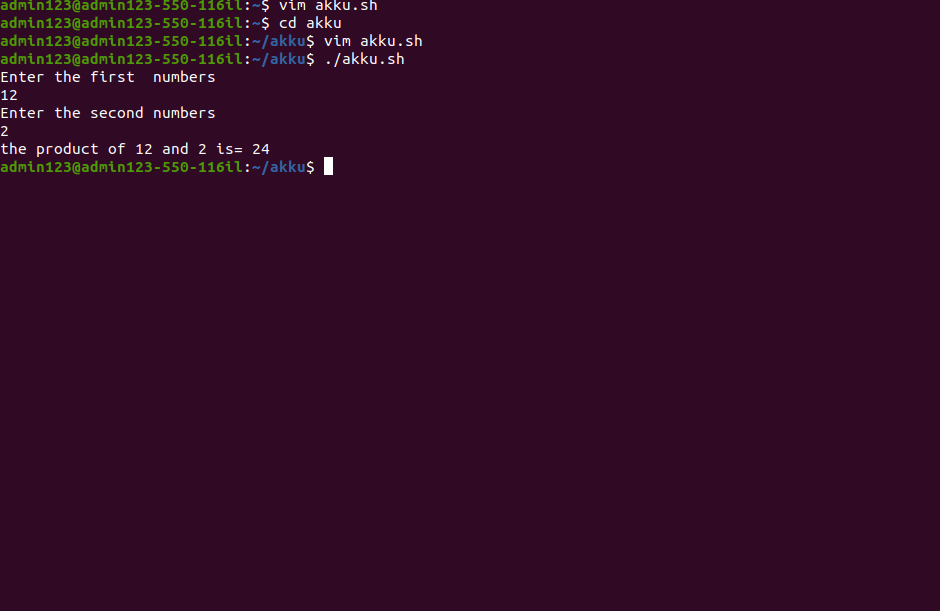 admin123@admin123-550-116il:~$ vim akku.sh
admin123@admin123-550-116il:~$ cd akku
admin123@admin123-550-116il:~/akku$ vim akku.sh
admin123@admin123-550-116il:~/akku$ ./akku.sh
Enter the first  numbers
12
Enter the second numbers
2
the product of 12 and 2 is= 24
admin123@admin123-550-116il:~/akku$